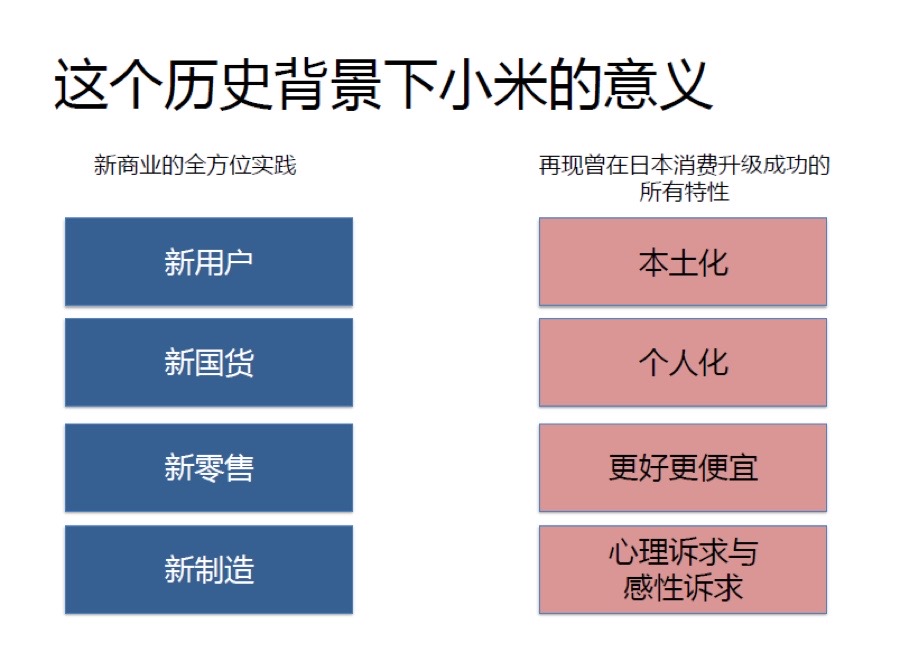 这个历史背景下小米的意义
新商业的全方位实践
新用户
新国货
新零售
新制造
再现曾在日本消费升级成功的
所有特性
本土化
个人化
更好更便宜
心理诉求与
感性诉求